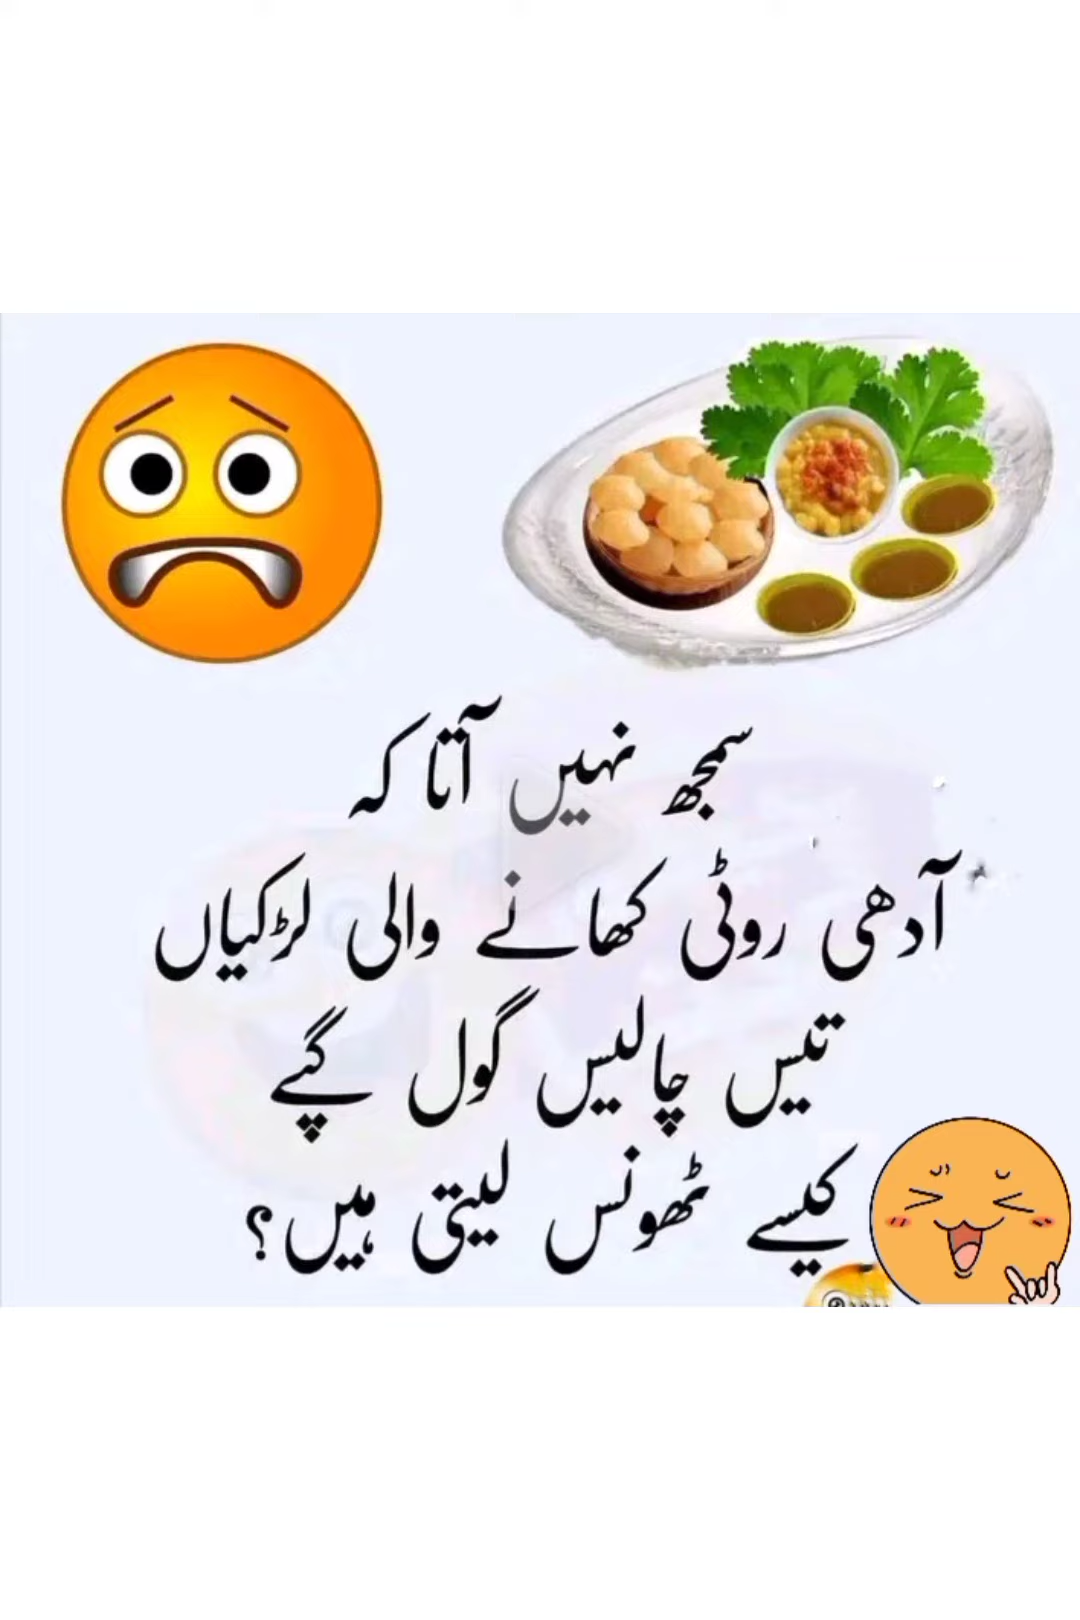 سمجھ نہیں آتا کہ
آدھی روٹی کھانے والی لڑکیاں
تیس چالیس گول گپے
کیسے ٹھونس لیتی ہیں؟